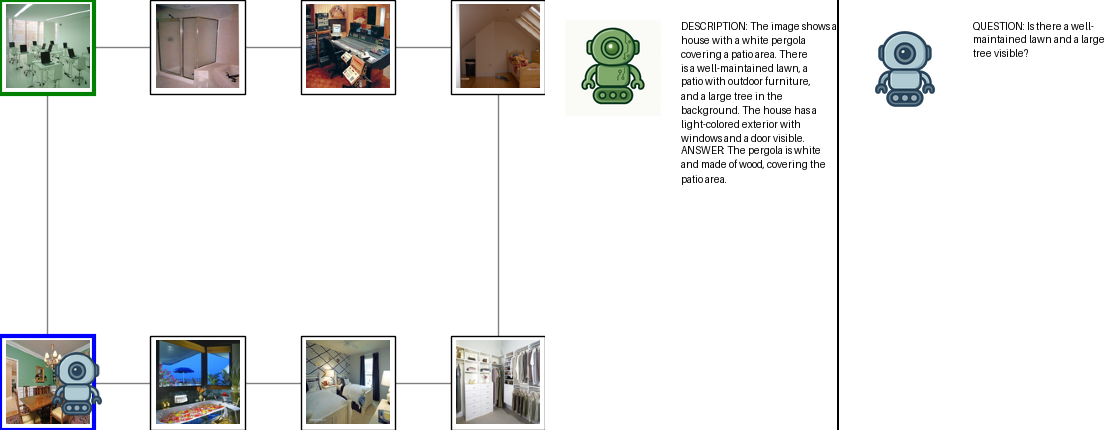 DESCRIPTION: The image shows a
house with a white pergola
covering a patio area. There
is a well-maintained lawn, a
patio with outdoor furniture,
and a large tree in the
background. The house has a
light-colored exterior with
windows and a door visible.
ANSWER: The pergola is white
and made of wood, covering the
patio area.
QUESTION: Is there a well-
maintained lawn and a large
tree visible?